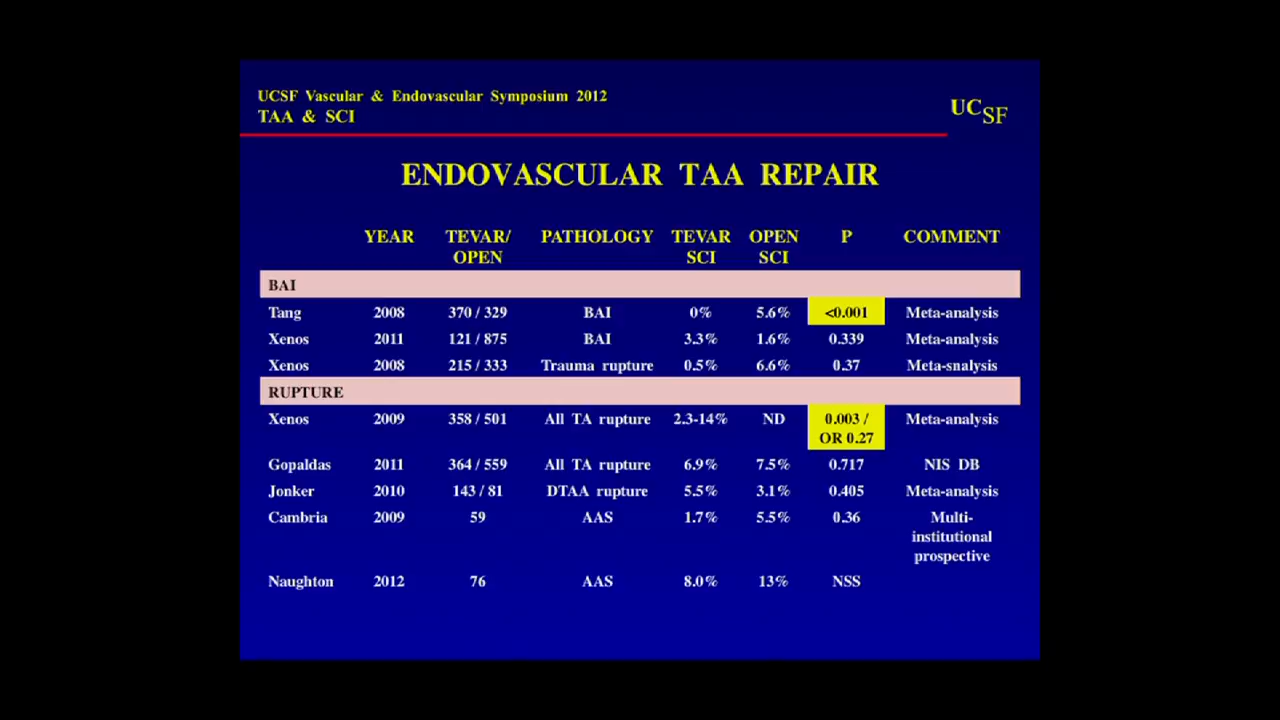 UCSF Vascular & Endovascular Symposium 2012
TAA & SCI
UCSF
ENDOVASCULAR TAA REPAIR
YEAR TEVAR/ OPEN PATHOLOGY TEVAR SCI OPEN SCI P COMMENT
BAI
Tang 2008 370 / 329 BAI 0% 5.6% <0.001 Meta-analysis
Xenos 2011 121 / 875 BAI 3.3% 1.6% 0.339 Meta-analysis
Xenos 2008 215 / 333 Trauma rupture 0.5% 6.6% 0.37 Meta-snalysis
RUPTURE
Xenos 2009 358 / 501 All TA rupture 2.3-14% ND 0.003 / OR 0.27 Meta-analysis
Gopaldas 2011 364 / 559 All TA rupture 6.9% 7.5% 0.717 NIS DB
Jonker 2010 143 / 81 DTAA rupture 5.5% 3.1% 0.405 Meta-analysis
Cambria 2009 59 AAS 1.7% 5.5% 0.36 Multi-institutional prospective
Naughton 2012 76 AAS 8.0% 13% NSS